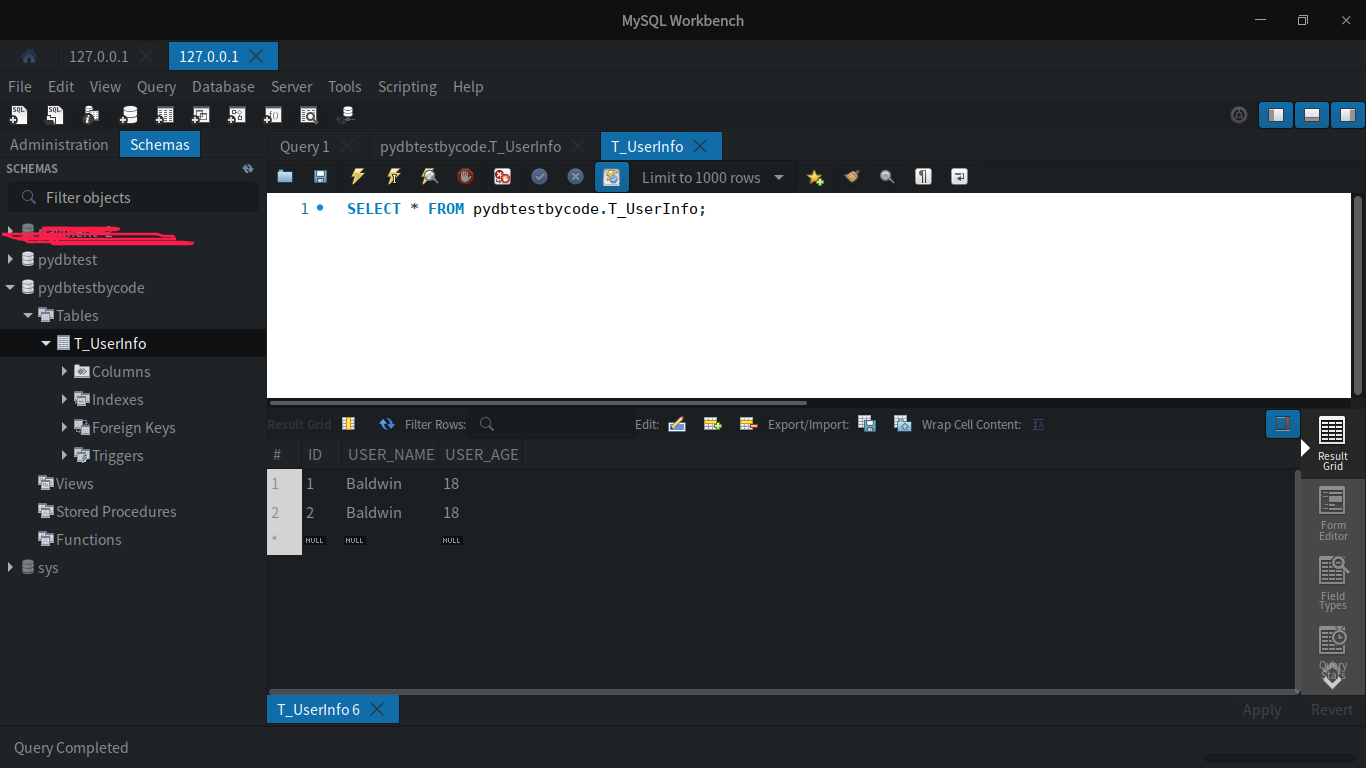 MySQL Workbench
127.0.0.1 127.0.0.1
File Edit View Query Database Server Tools Scripting Help
Administration Schemas
Query 1 pydbtestbycode.T_UserInfo T_UserInfo
SCHEMAS
Limit to 1000 rows
Filter objects
1 SELECT * FROM pydbtestbycode.T_UserInfo;
pydbtest
pydbtestbycode
Tables
T_UserInfo
Columns
Indexes
Foreign Keys
Triggers
Views
Stored Procedures
Functions
sys
Result Grid Filter Rows: Edit: Export/Import: Wrap Cell Content:
# ID USER_NAME USER_AGE
1 1 Baldwin 18
2 2 Baldwin 18
* NULL NULL NULL
Result
Grid
Form
Editor
Field
Types
Query
Stats
T_UserInfo 6 Apply Revert
Query Completed